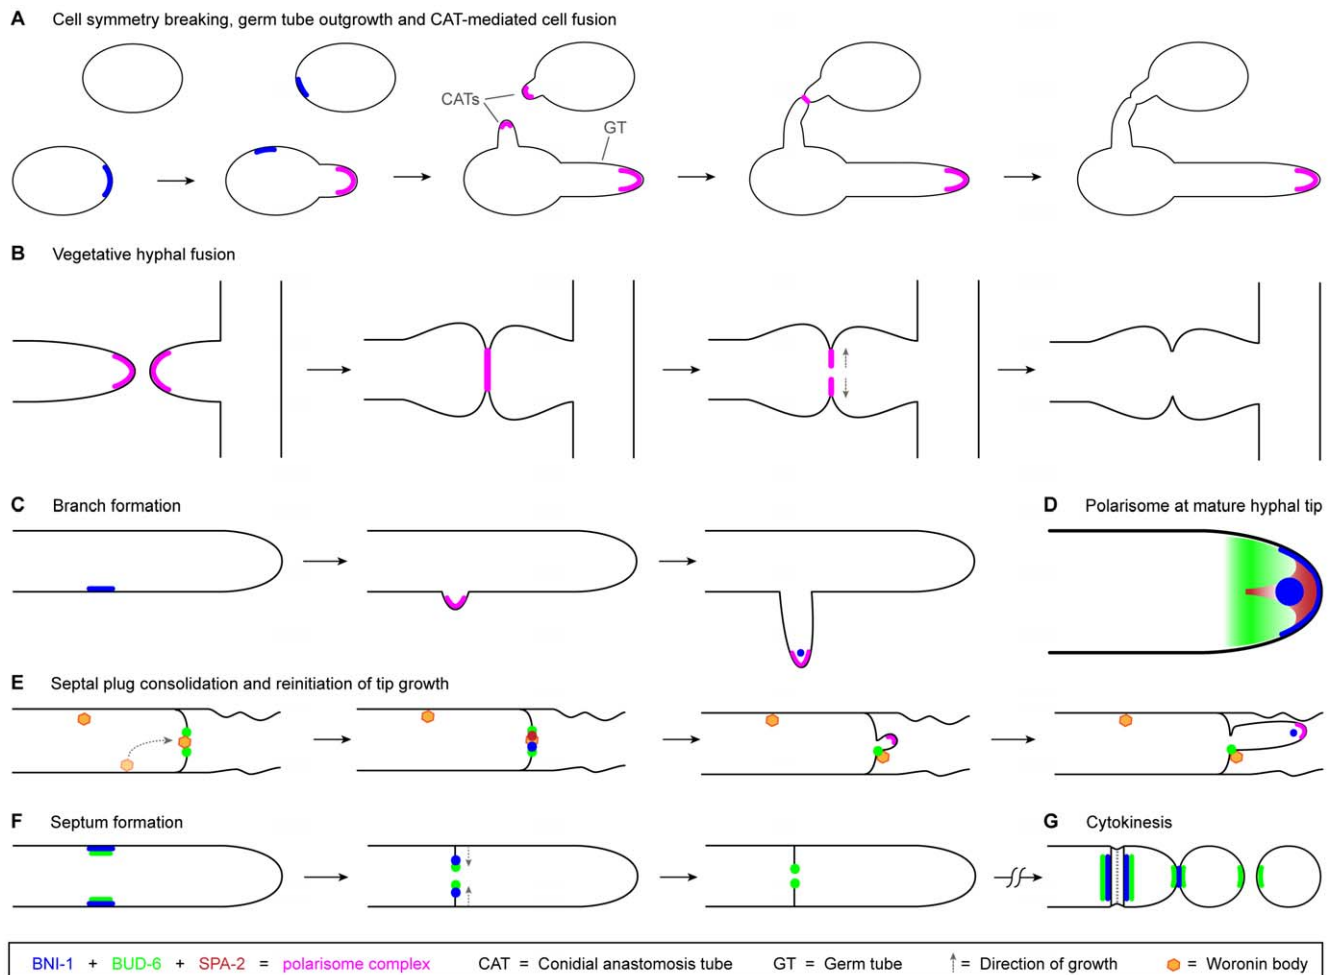 A Cell symmetry breaking, germ tube outgrowth and CAT-mediated cell fusion
CATs
GT
B Vegetative hyphal fusion
C Branch formation
D Polarisome at mature hyphal tip
E Septal plug consolidation and reinitiation of tip growth
F Septum formation
G Cytokinesis
BNI-1 + BUD-6 + SPA-2 = polarisome complex CAT = Conidial anastomosis tube GT = Germ tube = Direction of growth = Woronin body